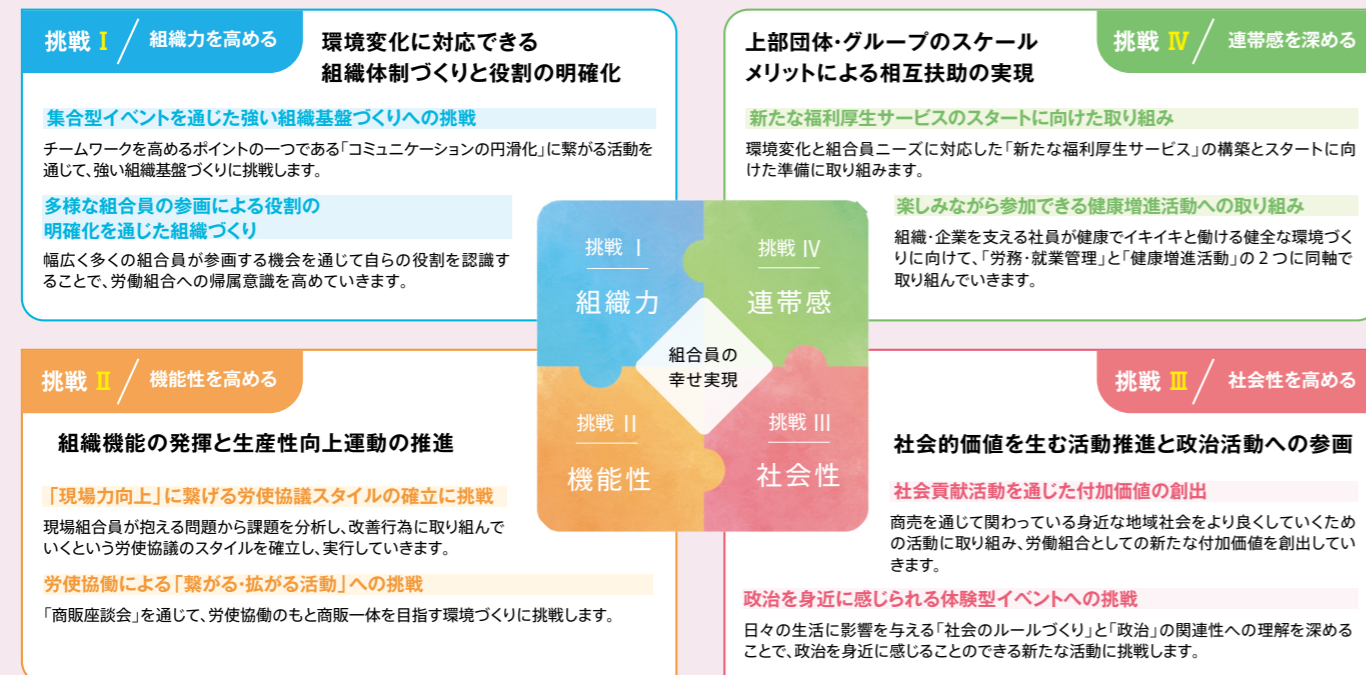 挑戦 Ⅰ / 組織力を高める
環境変化に対応できる
組織体制づくりと役割の明確化
集合型イベントを通じた強い組織基盤づくりへの挑戦
チームワークを高めるポイントの一つである「コミュニケーションの円滑化」に繋がる活動を
通じて、強い組織基盤づくりに挑戦します。
多様な組合員の参画による役割の
明確化を通じた組織づくり
幅広く多くの組合員が参画する機会を通じて自らの役割を認識す
ることで、労働組合への帰属意識を高めていきます。
上部団体・グループのスケール
メリットによる相互扶助の実現
挑戦 Ⅳ / 連帯感を深める
新たな福利厚生サービスのスタートに向けた取り組み
環境変化と組合員ニーズに対応した「新たな福利厚生サービス」の構築とスタートに向
けた準備に取り組みます。
楽しみながら参加できる健康増進活動への取り組み
組織・企業を支える社員が健康でイキイキと働ける健全な環境づく
りに向けて、「労務・就業管理」と「健康増進活動」の2つに同軸で
取り組んでいきます。
挑戦 Ⅰ
組織力
挑戦 Ⅳ
連帯感
組合員の
幸せ実現
挑戦 Ⅱ
機能性
挑戦 Ⅲ
社会性
挑戦 Ⅱ / 機能性を高める
組織機能の発揮と生産性向上運動の推進
「現場力向上」に繋げる労使協議スタイルの確立に挑戦
現場組合員が抱える問題から課題を分析し、改善行為に取り組んで
いくという労使協議のスタイルを確立し、実行していきます。
労使協働による「繋がる・拡がる活動」への挑戦
「商販座談会」を通じて、労使協働のもと商販一体を目指す環境づくりに挑戦します。
挑戦 Ⅲ / 社会性を高める
社会的価値を生む活動推進と政治活動への参画
社会貢献活動を通じた付加価値の創出
商売を通じて関わっている身近な地域社会をより良くしていくため
の活動に取り組み、労働組合としての新たな付加価値を創出してい
きます。
政治を身近に感じられる体験型イベントへの挑戦
日々の生活に影響を与える「社会のルールづくり」と「政治」の関連性への理解を深める
ことで、政治を身近に感じることのできる新たな活動に挑戦します。